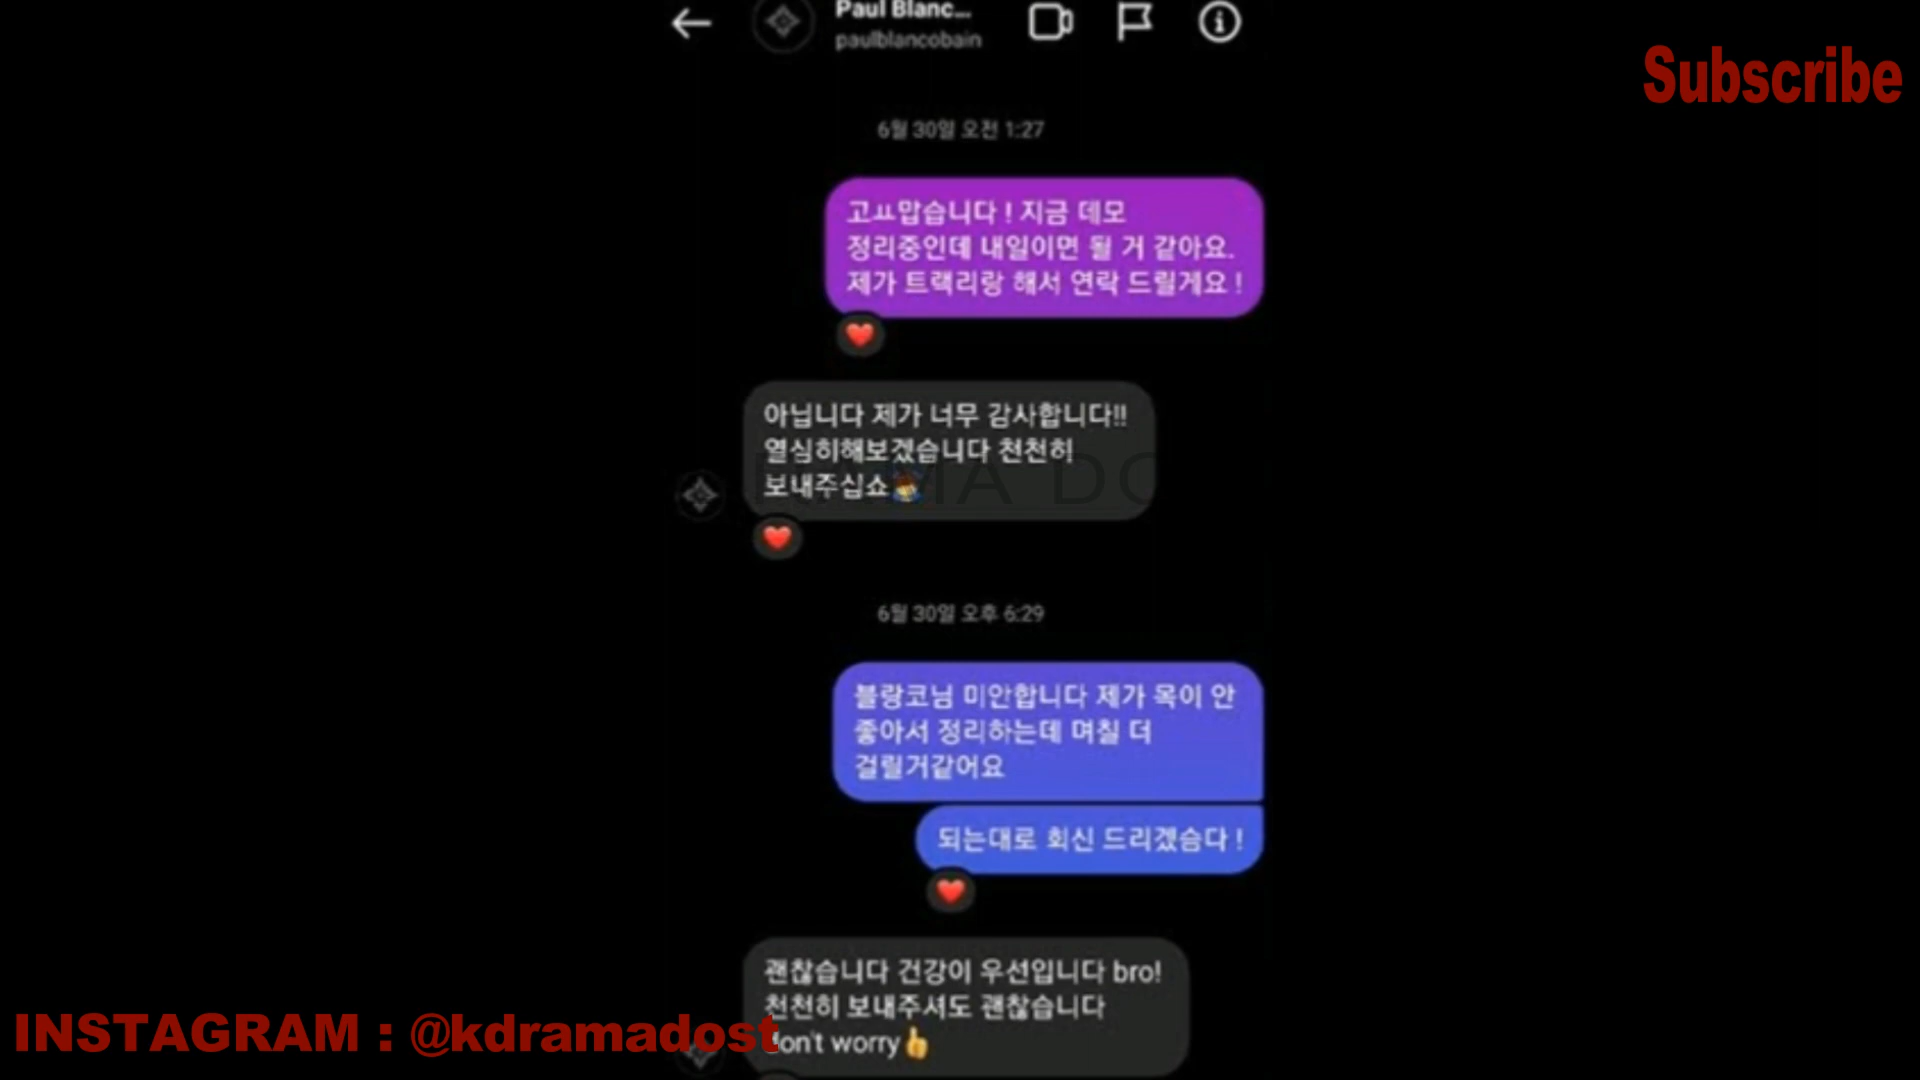 Paul Blanc...
paulblancobain
Subscribe
6월 30일 오전 1:27
고ㅛ맙습니다 ! 지금 데모
정리중인데 내일이면 될 거 같아요.
제가 트랙리랑 해서 연락 드릴게요 !
아닙니다 제가 너무 감사합니다!!
열심히해보겠습니다 천천히
보내주십쇼
MA DO
6월 30일 오후 6:29
블랑코님 미안합니다 제가 목이 안
좋아서 정리하는데 며칠 더
걸릴거같어요
되는대로 회신 드리겠슴다 !
괜찮습니다 건강이 우선입니다 bro!
천천히 보내주셔도 괜찮습니다
don't worry
INSTAGRAM : @kdramadost